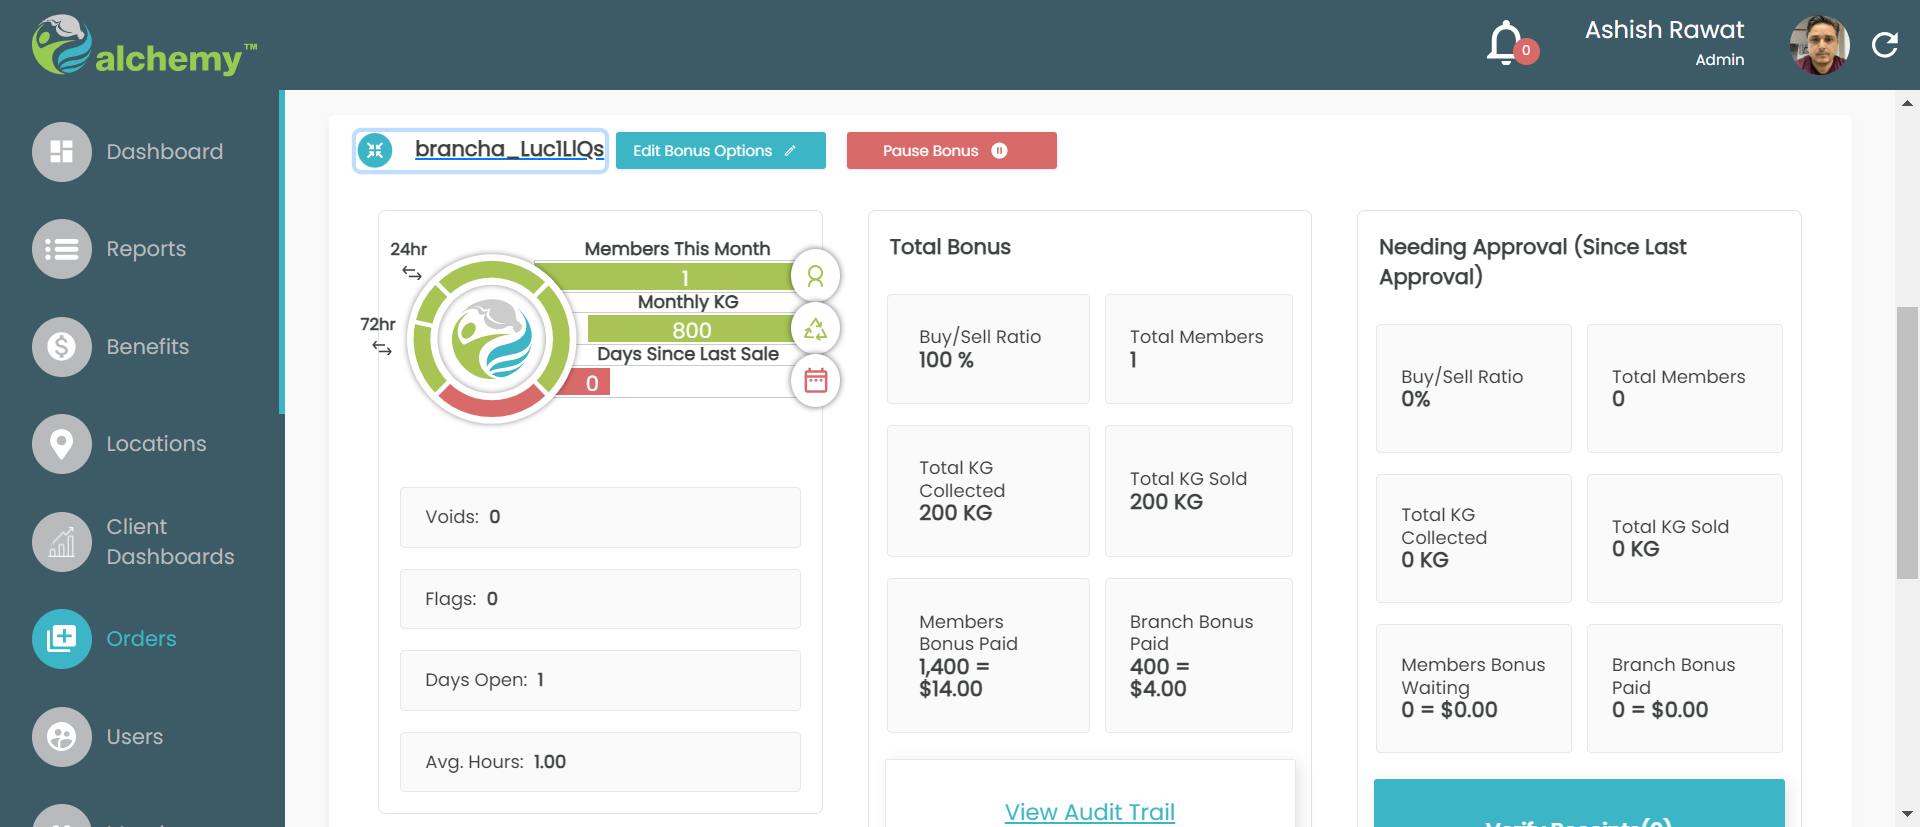 alchemy™
0
Ashish Rawat
Admin
Dashboard
Reports
Benefits
Locations
Client
Dashboards
Orders
Users
brancha_Luc1LlQs
Edit Bonus Options
Pause Bonus
24hr
72hr
Members This Month
1
Monthly KG
800
Days Since Last Sale
0
Voids: 0
Flags: 0
Days Open: 1
Avg. Hours: 1.00
Total Bonus
Buy/Sell Ratio
100 %
Total Members
1
Total KG
Collected
200 KG
Total KG Sold
200 KG
Members
Bonus Paid
1,400 =
$14.00
Branch Bonus
Paid
400 =
$4.00
View Audit Trail
Needing Approval (Since Last
Approval)
Buy/Sell Ratio
0%
Total Members
0
Total KG
Collected
0 KG
Total KG Sold
0 KG
Members Bonus
Waiting
0 = $0.00
Branch Bonus
Paid
0 = $0.00